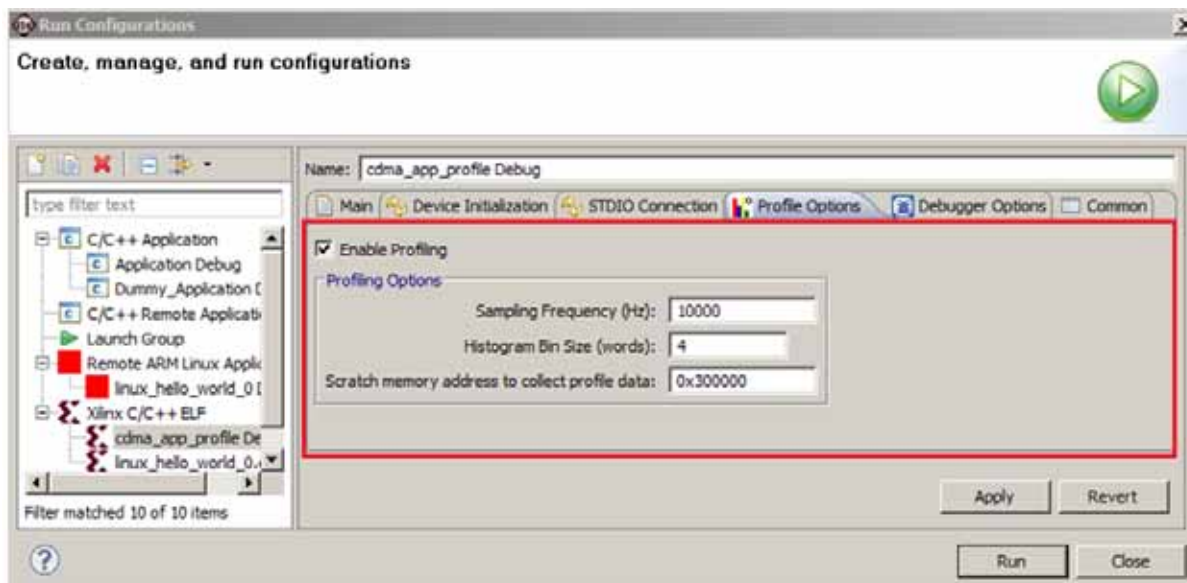 Run Configurations
Create, manage, and run configurations
type filter text
C/C++ Application
Application Debug
Dummy_Application D
C/C++ Remote Applicati
Launch Group
Remote ARM Linux Applic
linux_hello_world_0 D
Xilinx C/C++ ELF
cdma_app_profile De
linux_hello_world_0.
Filter matched 10 of 10 items
Name: cdma_app_profile Debug
Main Device Initialization STDIO Connection Profile Options Debugger Options Common
Enable Profiling
Profiling Options
Sampling Frequency (Hz): 10000
Histogram Bin Size (words): 4
Scratch memory address to collect profile data: 0x300000
Apply Revert
Run Close